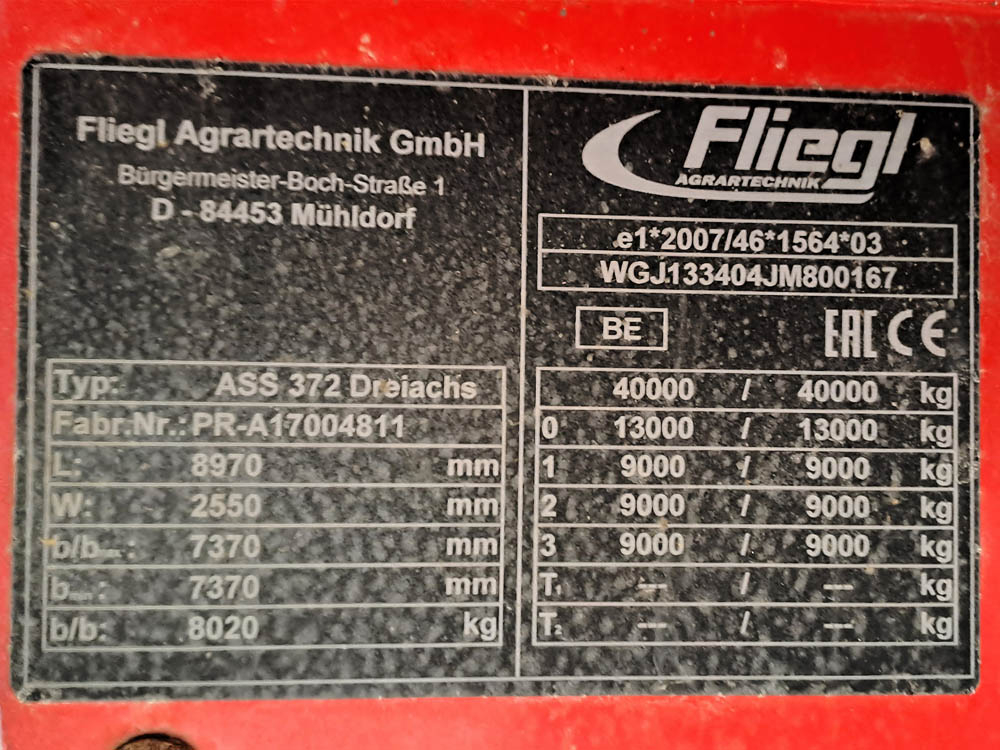 Fliegl Agrartechnik GmbH
Bürgermeister-Boch-Straße 1
D - 84453 Mühldorf
Typ: ASS 372 Dreiachs
Fabr.Nr.: PR-A17004811
L: 8970 mm
W: 2550 mm
b/bmax: 7370 mm
bmin: 7370 mm
b/b: 8020 kg
Fliegl
AGRARTECHNIK
e1*2007/46*1564*03
WGJ133404JM800167
BE
EAC CE
40000 / 40000 kg
0 13000 / 13000 kg
1 9000 / 9000 kg
2 9000 / 9000 kg
3 9000 / 9000 kg
T1 --- / --- kg
T2 --- / --- kg